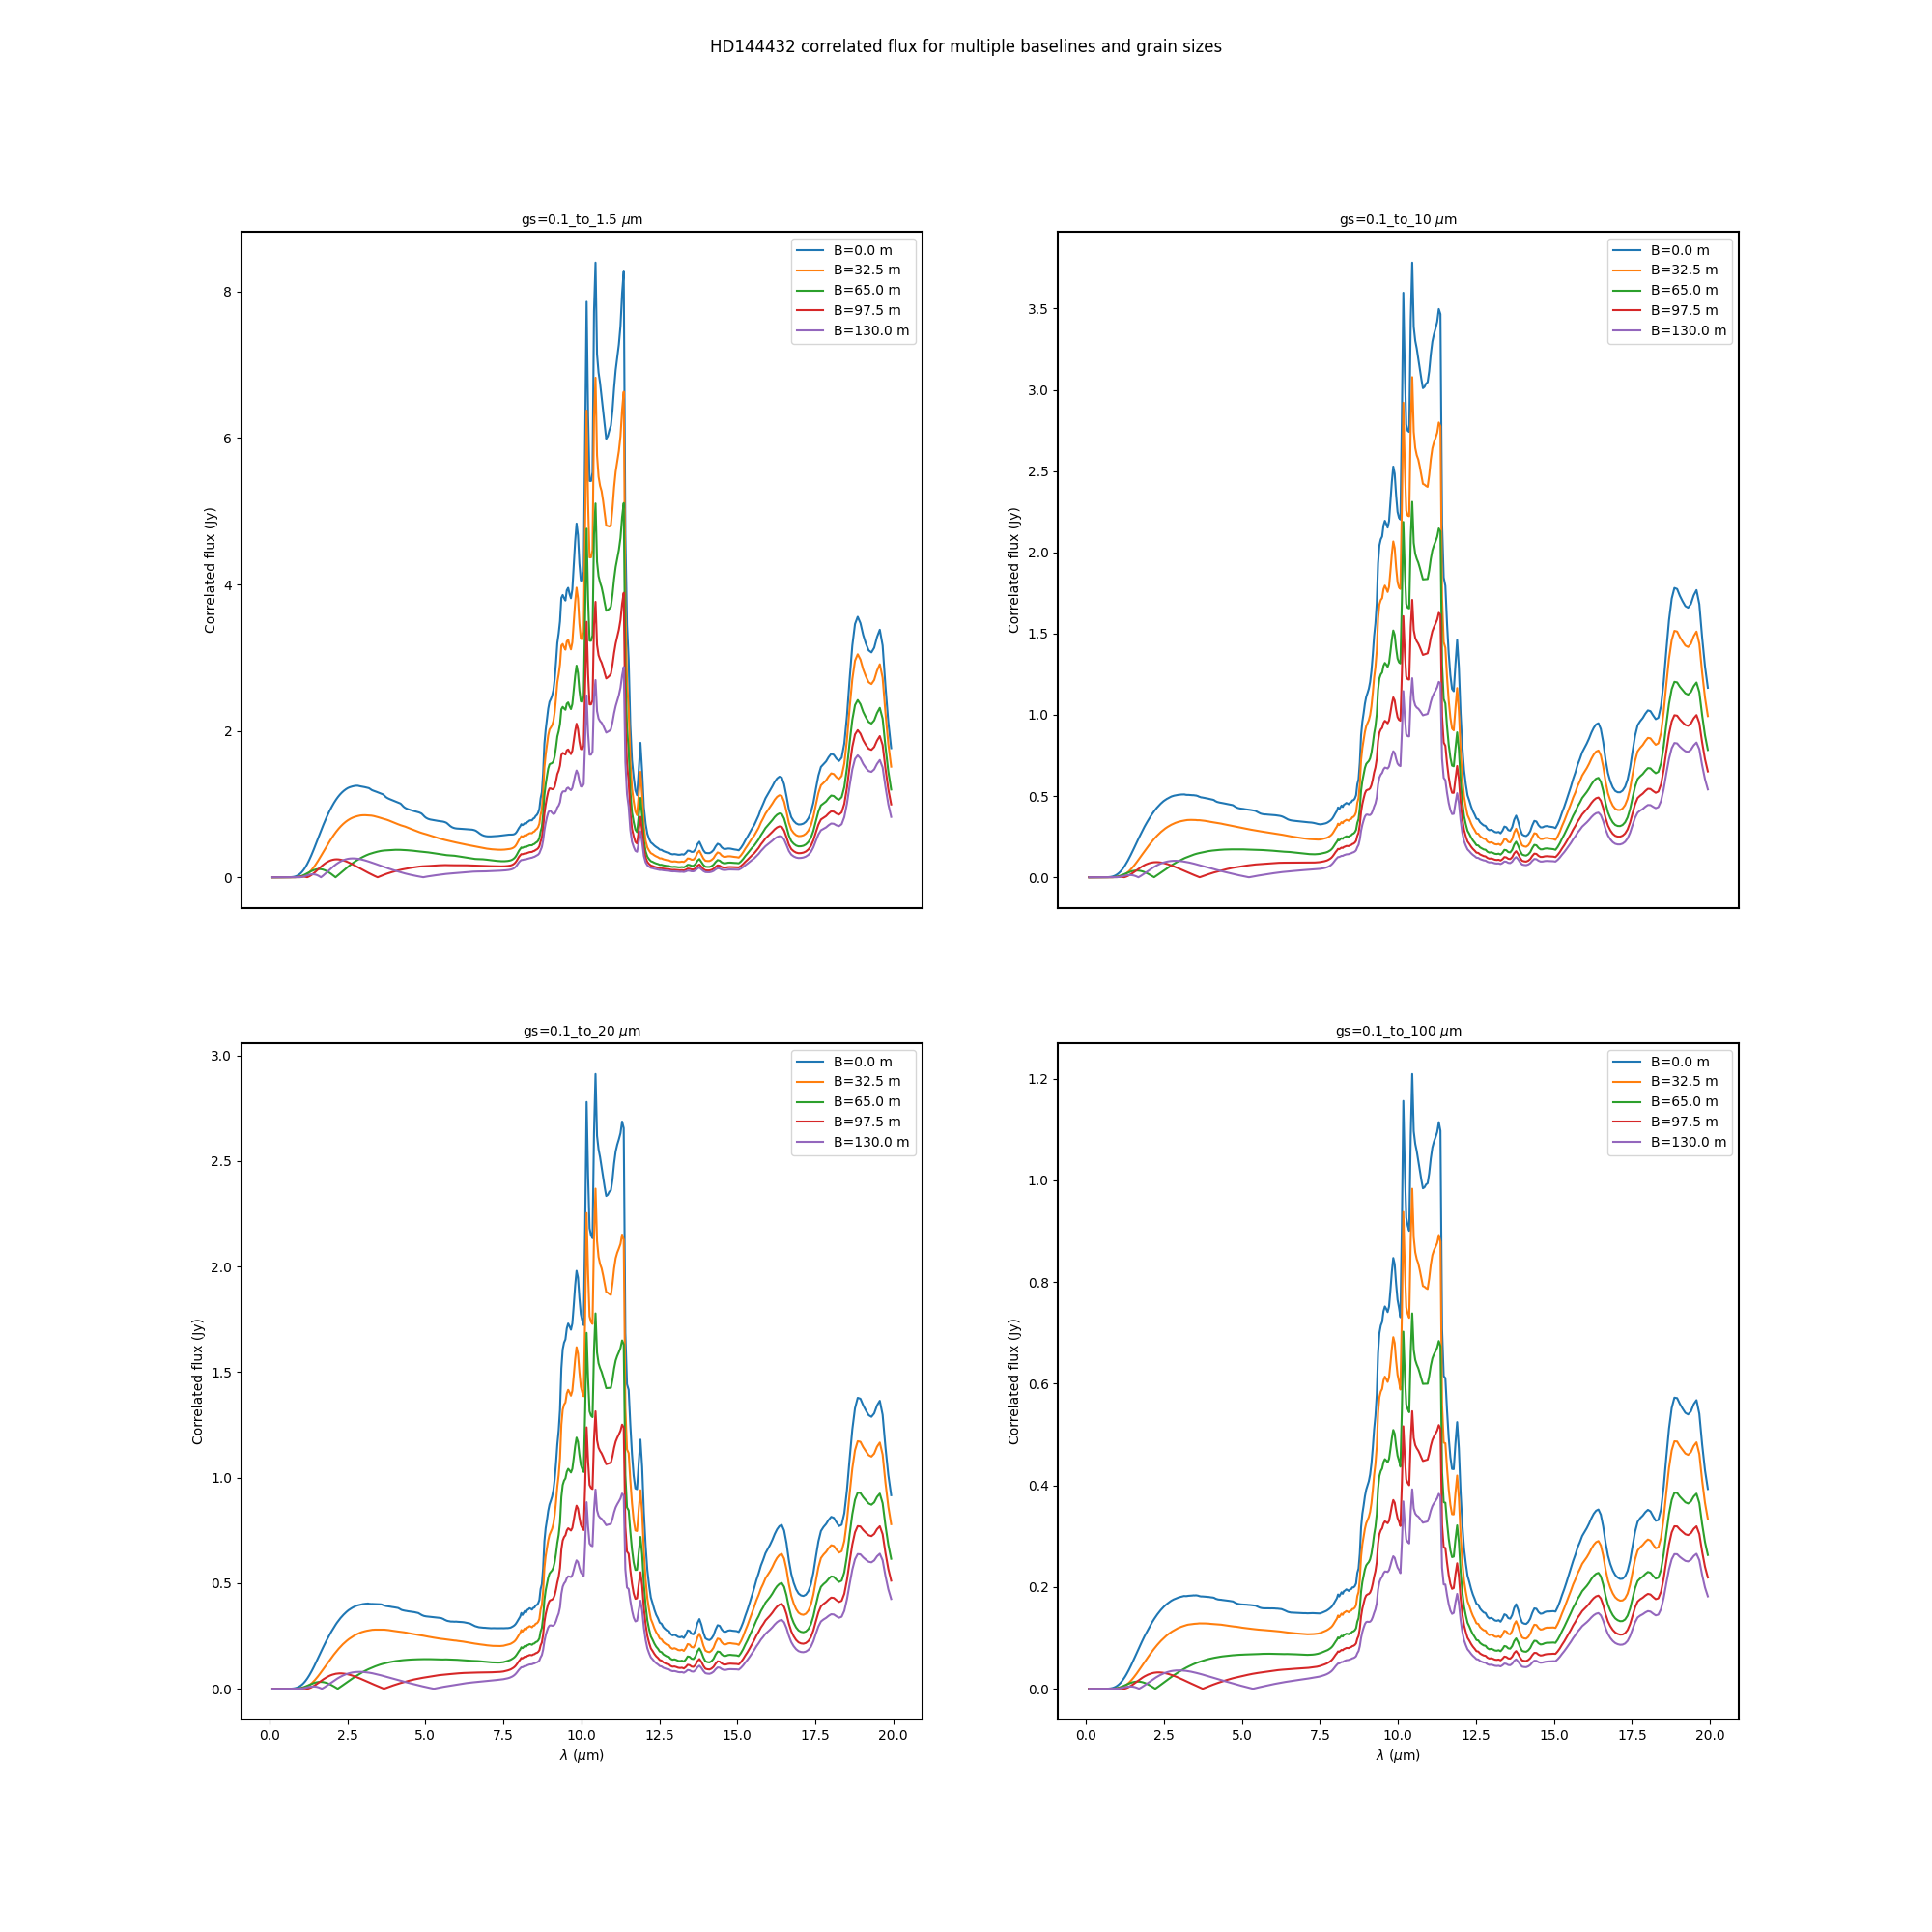 HD144432 correlated flux for multiple baselines and grain sizes
gs=0.1_to_1.5 μm
Correlated flux (Jy)
8
6
4
2
0
B=0.0 m
B=32.5 m
B=65.0 m
B=97.5 m
B=130.0 m
gs=0.1_to_10 μm
Correlated flux (Jy)
3.5
3.0
2.5
2.0
1.5
1.0
0.5
0.0
B=0.0 m
B=32.5 m
B=65.0 m
B=97.5 m
B=130.0 m
gs=0.1_to_20 μm
Correlated flux (Jy)
3.0
2.5
2.0
1.5
1.0
0.5
0.0
B=0.0 m
B=32.5 m
B=65.0 m
B=97.5 m
B=130.0 m
0.0 2.5 5.0 7.5 10.0 12.5 15.0 17.5 20.0
λ (μm)
gs=0.1_to_100 μm
Correlated flux (Jy)
1.2
1.0
0.8
0.6
0.4
0.2
0.0
B=0.0 m
B=32.5 m
B=65.0 m
B=97.5 m
B=130.0 m
0.0 2.5 5.0 7.5 10.0 12.5 15.0 17.5 20.0
λ (μm)